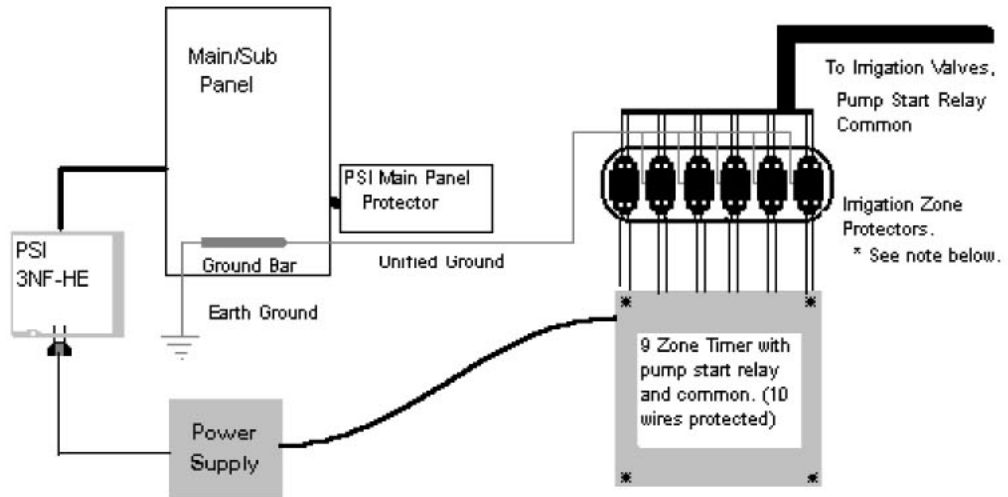 Main/Sub
Panel
To Irrigation Valves,
Pump Start Relay
Common
PSI Main Panel
Protector
Irrigation Zone
Protectors.
* See note below.
PSI
3NF-HE
Ground Bar
Unified Ground
Earth Ground
9 Zone Timer with
pump start relay
and common. (10
wires protected)
Power
Supply